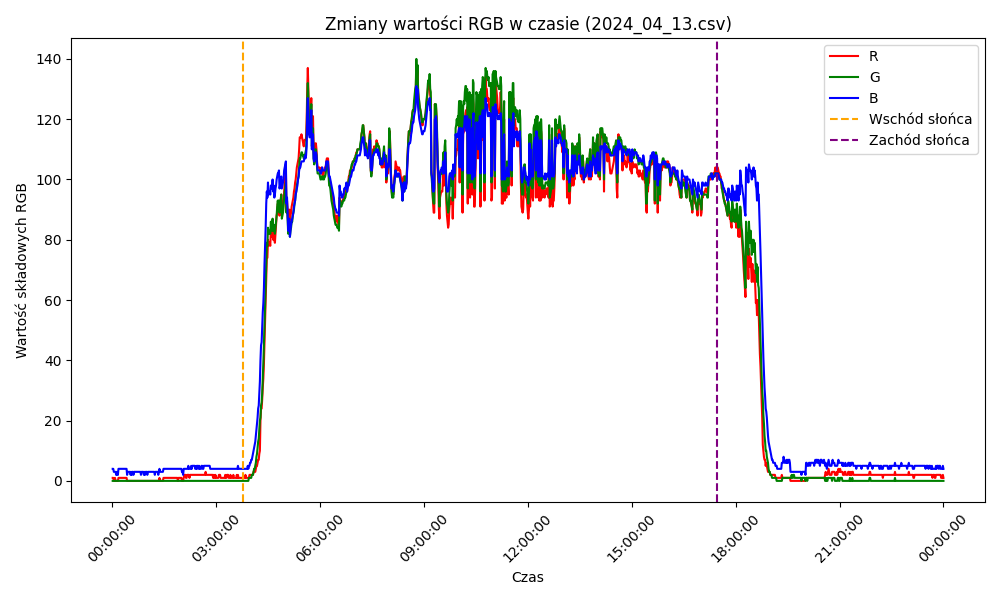 Zmiany wartości RGB w czasie (2024_04_13.csv)
R
G
B
Wschód słońca
Zachód słońca
Wartość składowych RGB
140
120
100
80
60
40
20
0
00:00:00
03:00:00
06:00:00
09:00:00
12:00:00
15:00:00
18:00:00
21:00:00
00:00:00
Czas